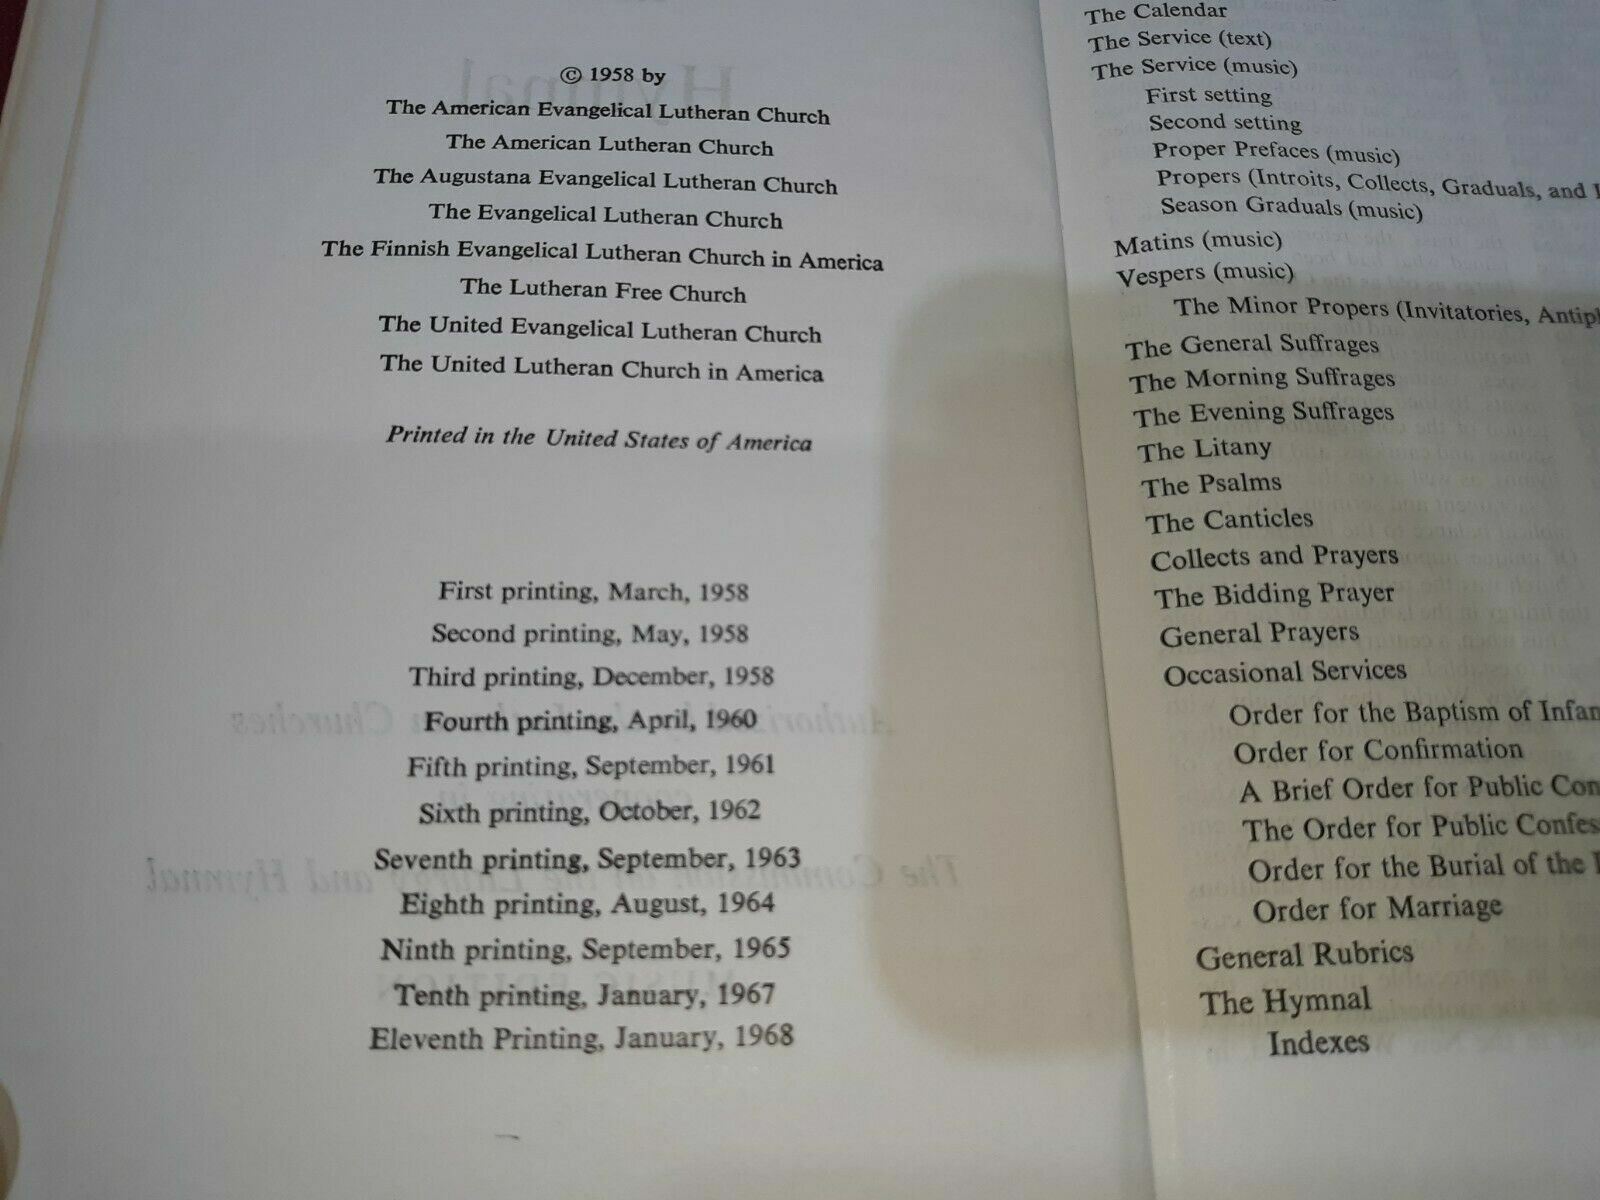 © 1958 by
The American Evangelical Lutheran Church
The American Lutheran Church
The Augustana Evangelical Lutheran Church
The Evangelical Lutheran Church
The Finnish Evangelical Lutheran Church in America
The Lutheran Free Church
The United Evangelical Lutheran Church
The United Lutheran Church in America
Printed in the United States of America
First printing, March, 1958
Second printing, May, 1958
Third printing, December, 1958
Fourth printing, April, 1960
Fifth printing, September, 1961
Sixth printing, October, 1962
Seventh printing, September, 1963
Eighth printing, August, 1964
Ninth printing, September, 1965
Tenth printing, January, 1967
Eleventh Printing, January, 1968
The Calendar
The Service (text)
The Service (music)
First setting
Second setting
Proper Prefaces (music)
Propers (Introits, Collects, Graduals, and
Season Graduals (music)
Matins (music)
Vespers (music)
The Minor Propers (Invitatories, Antiph
The General Suffrages
The Morning Suffrages
The Evening Suffrages
The Litany
The Psalms
The Canticles
Collects and Prayers
The Bidding Prayer
General Prayers
Occasional Services
Order for the Baptism of Infan
Order for Confirmation
A Brief Order for Public Con
The Order for Public Confes
Order for the Burial of the
Order for Marriage
General Rubrics
The Hymnal
Indexes